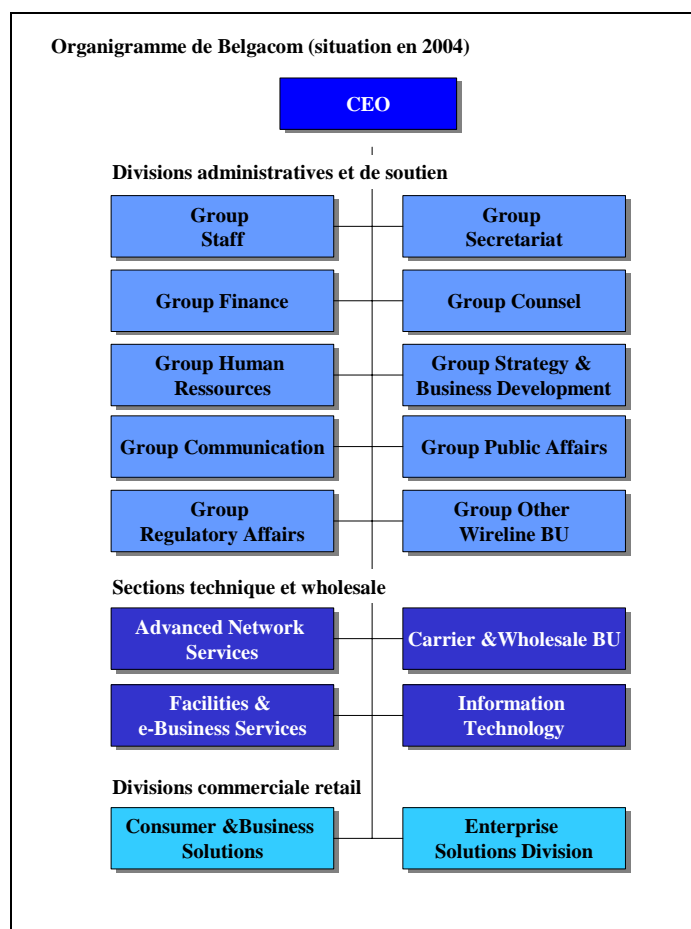 Organigramme de Belgacom (situation en 2004)
CEO
Divisions administratives et de soutien
Group
Staff
Group
Secretariat
Group Finance
Group Counsel
Group Human
Ressources
Group Strategy &
Business Development
Group Communication
Group Public Affairs
Group
Regulatory Affairs
Group Other
Wireline BU
Sections technique et wholesale
Advanced Network
Services
Carrier &Wholesale BU
Facilities &
e-Business Services
Information
Technology
Divisions commerciale retail
Consumer &Business
Solutions
Enterprise
Solutions Division